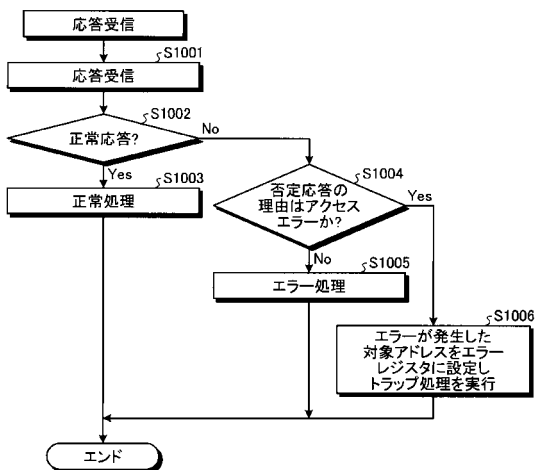 応答受信
S1001
応答受信
S1002
正常応答?
No
Yes
S1003
正常処理
S1004
否定応答の
理由はアクセス
エラーか?
Yes
No
S1005
エラー処理
S1006
エラーが発生した
対象アドレスをエラー
レジスタに設定し
トラップ処理を実行
エンド